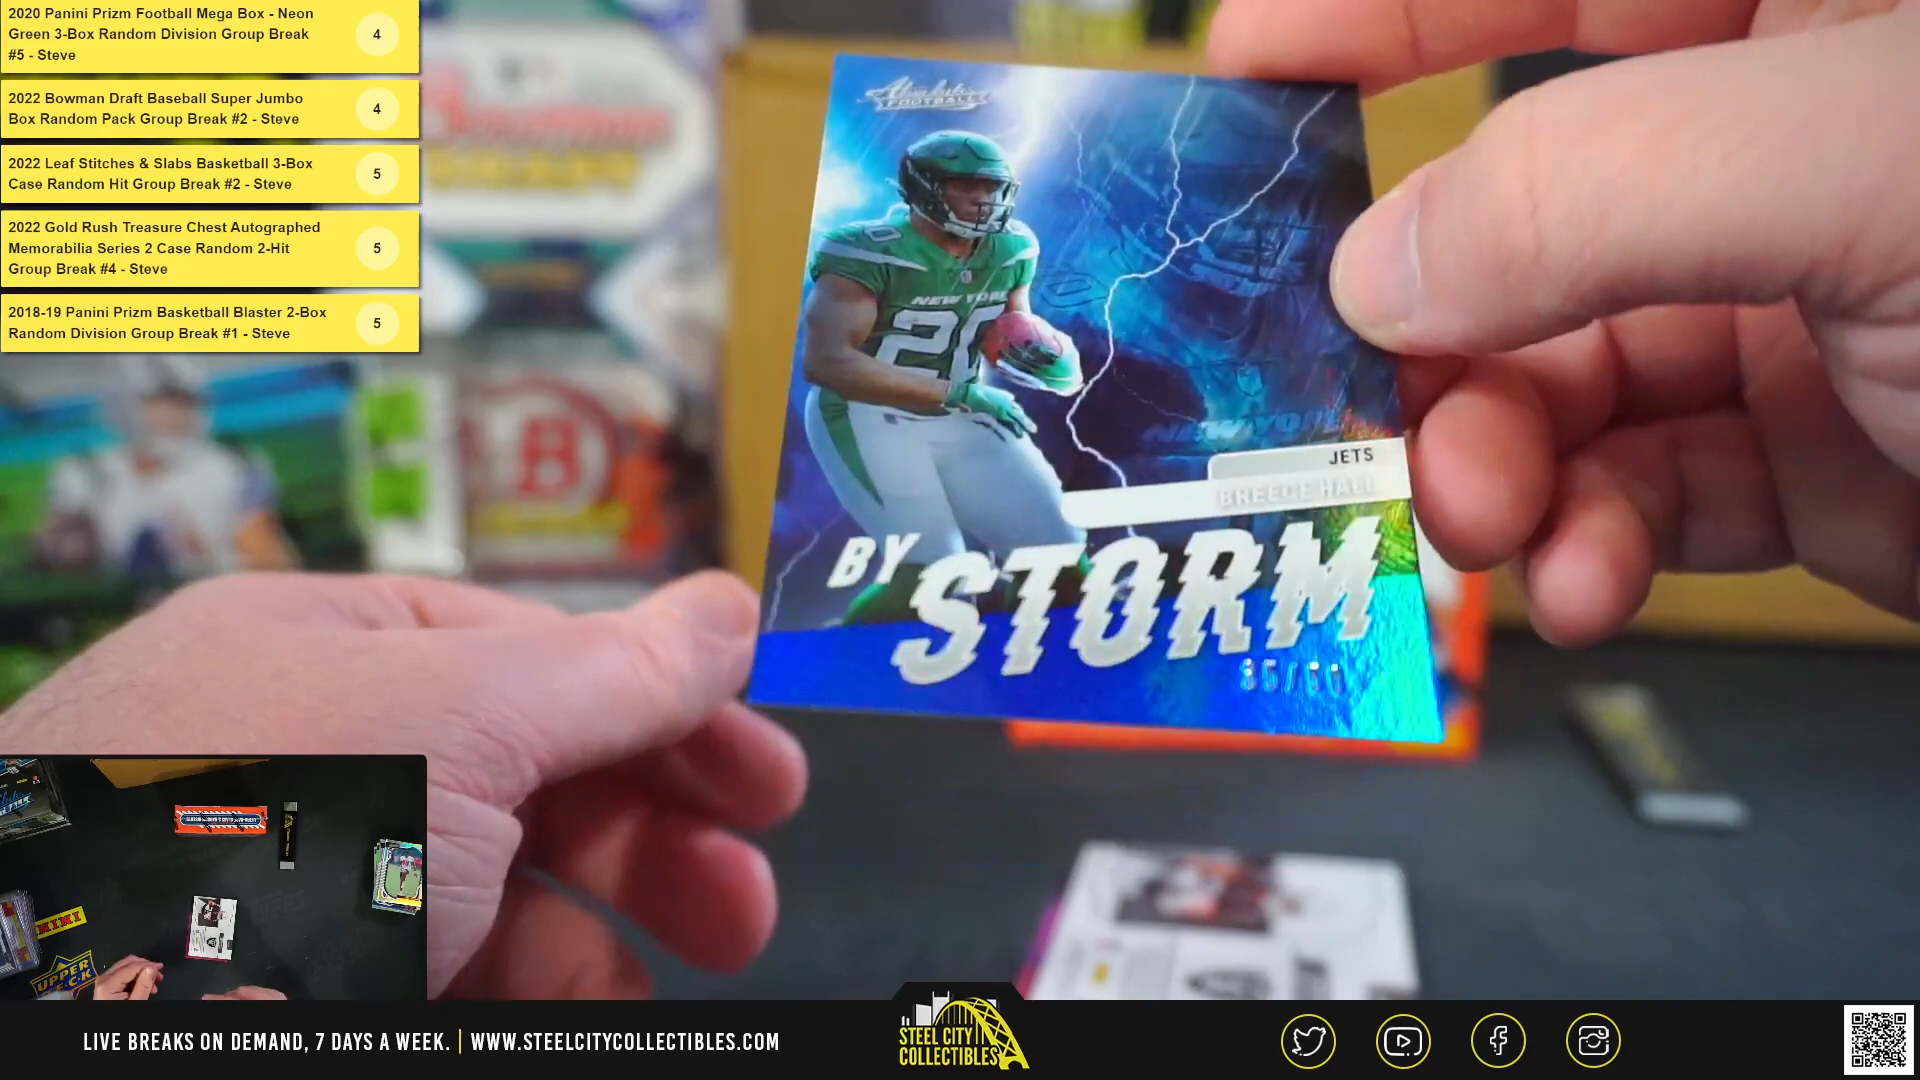 2020 Panini Prizm Football Mega Box - Neon
Green 3-Box Random Division Group Break
#5 - Steve
4
2022 Bowman Draft Baseball Super Jumbo
Box Random Pack Group Break #2 - Steve
4
2022 Leaf Stitches & Slabs Basketball 3-Box
Case Random Hit Group Break #2 - Steve
5
2022 Gold Rush Treasure Chest Autographed
Memorabilia Series 2 Case Random 2-Hit
Group Break #4 - Steve
5
2018-19 Panini Prizm Basketball Blaster 2-Box
Random Division Group Break #1 - Steve
5
Absolute
FOOTBALL
20
NEW YORK
20
NEW YORK
JETS
BREECE HALL
BY
STORM
UPPER
LIVE BREAKS ON DEMAND, 7 DAYS A WEEK. | WWW.STEELCITYCOLLECTIBLES.COM
STEEL CITY
COLLECTIBLES